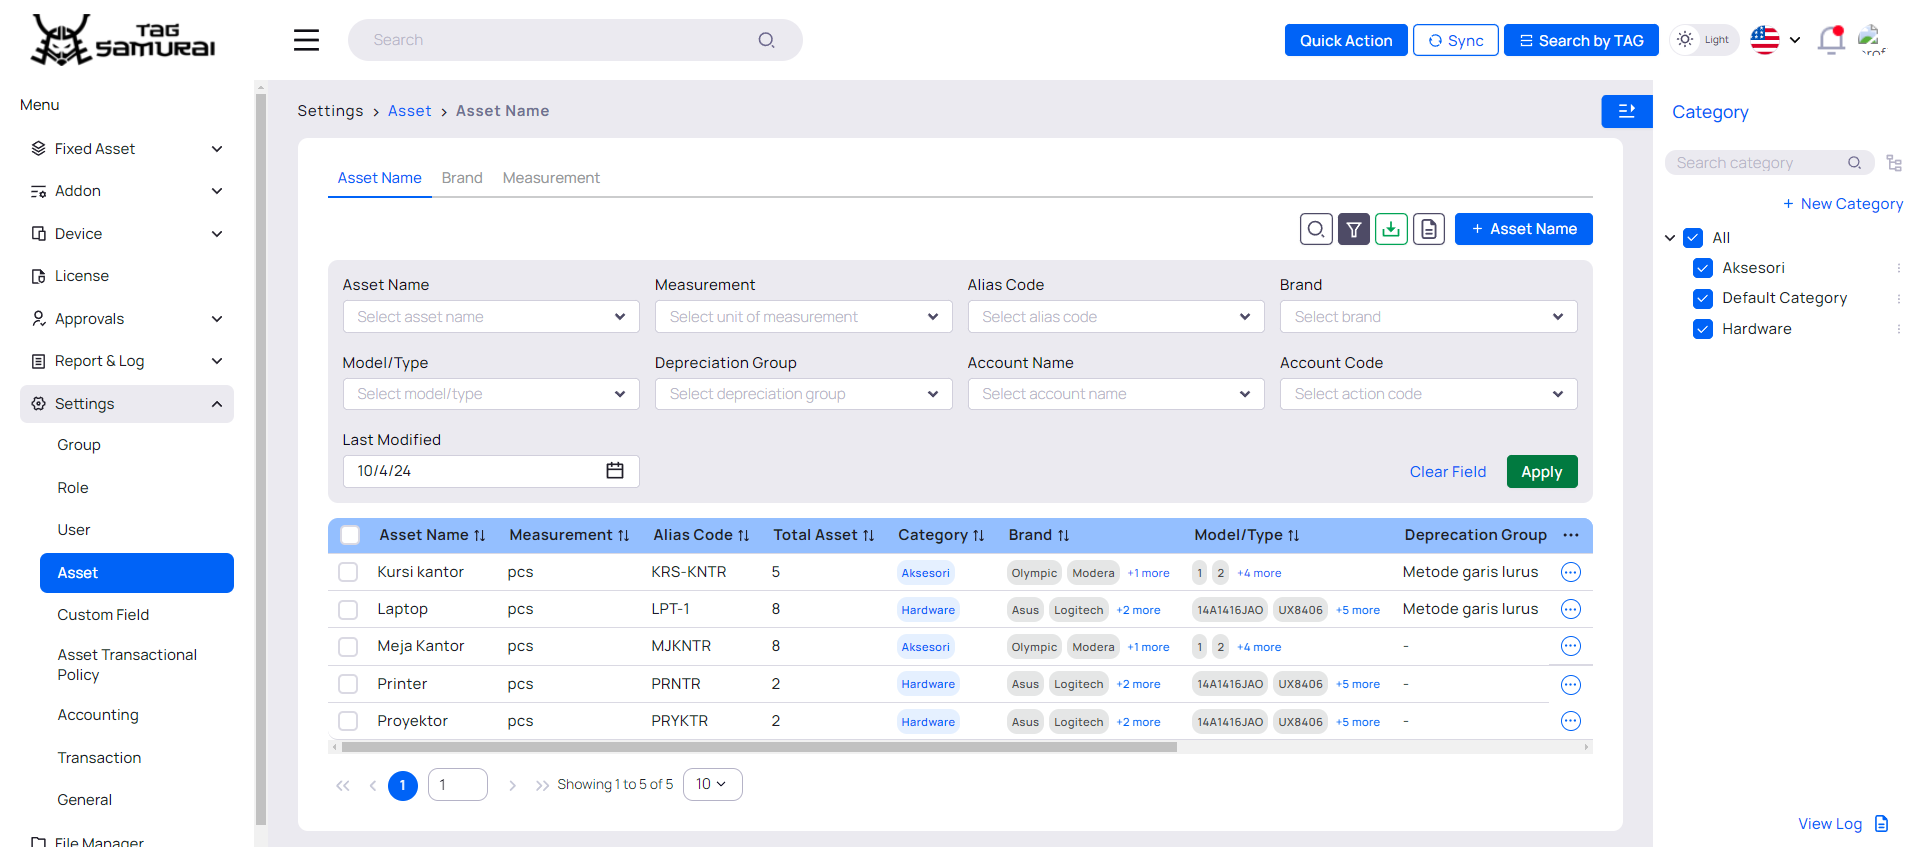 TAG SAMURAI
Search
Quick Action
Sync
Search by TAG
Light
prof
Menu
Fixed Asset
Addon
Device
License
Approvals
Report & Log
Settings
Group
Role
User
Asset
Custom Field
Asset Transactional
Policy
Accounting
Transaction
General
File Manager
Settings > Asset > Asset Name
Asset Name Brand Measurement
+ Asset Name
Asset Name Measurement Alias Code Brand
Select asset name Select unit of measurement Select alias code Select brand
Model/Type Depreciation Group Account Name Account Code
Select model/type Select depreciation group Select account name Select action code
Last Modified
10/4/24
Clear Field Apply
Asset Name Measurement Alias Code Total Asset Category Brand Model/Type Deprecation Group
Kursi kantor pcs KRS-KNTR 5 Aksesori Olympic Modera +1 more 1 2 +4 more Metode garis lurus
Laptop pcs LPT-1 8 Hardware Asus Logitech +2 more 14A1416JAO UX8406 +5 more Metode garis lurus
Meja Kantor pcs MJKNTR 8 Aksesori Olympic Modera +1 more 1 2 +4 more -
Printer pcs PRNTR 2 Hardware Asus Logitech +2 more 14A1416JAO UX8406 +5 more -
Proyektor pcs PRYKTR 2 Hardware Asus Logitech +2 more 14A1416JAO UX8406 +5 more -
1 1 Showing 1 to 5 of 5 10
Category
Search category
+ New Category
All
Aksesori
Default Category
Hardware
View Log